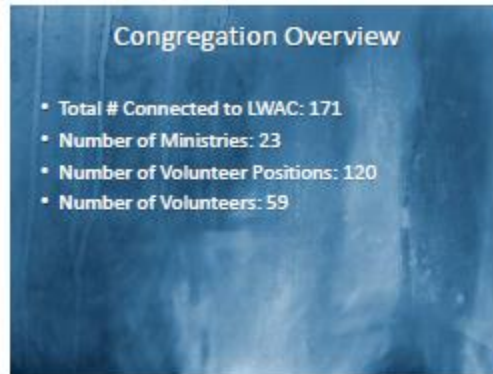 Congregation Overview
• Total # Connected to LWAC: 171
• Number of Ministries: 23
• Number of Volunteer Positions: 120
• Number of Volunteers: 59